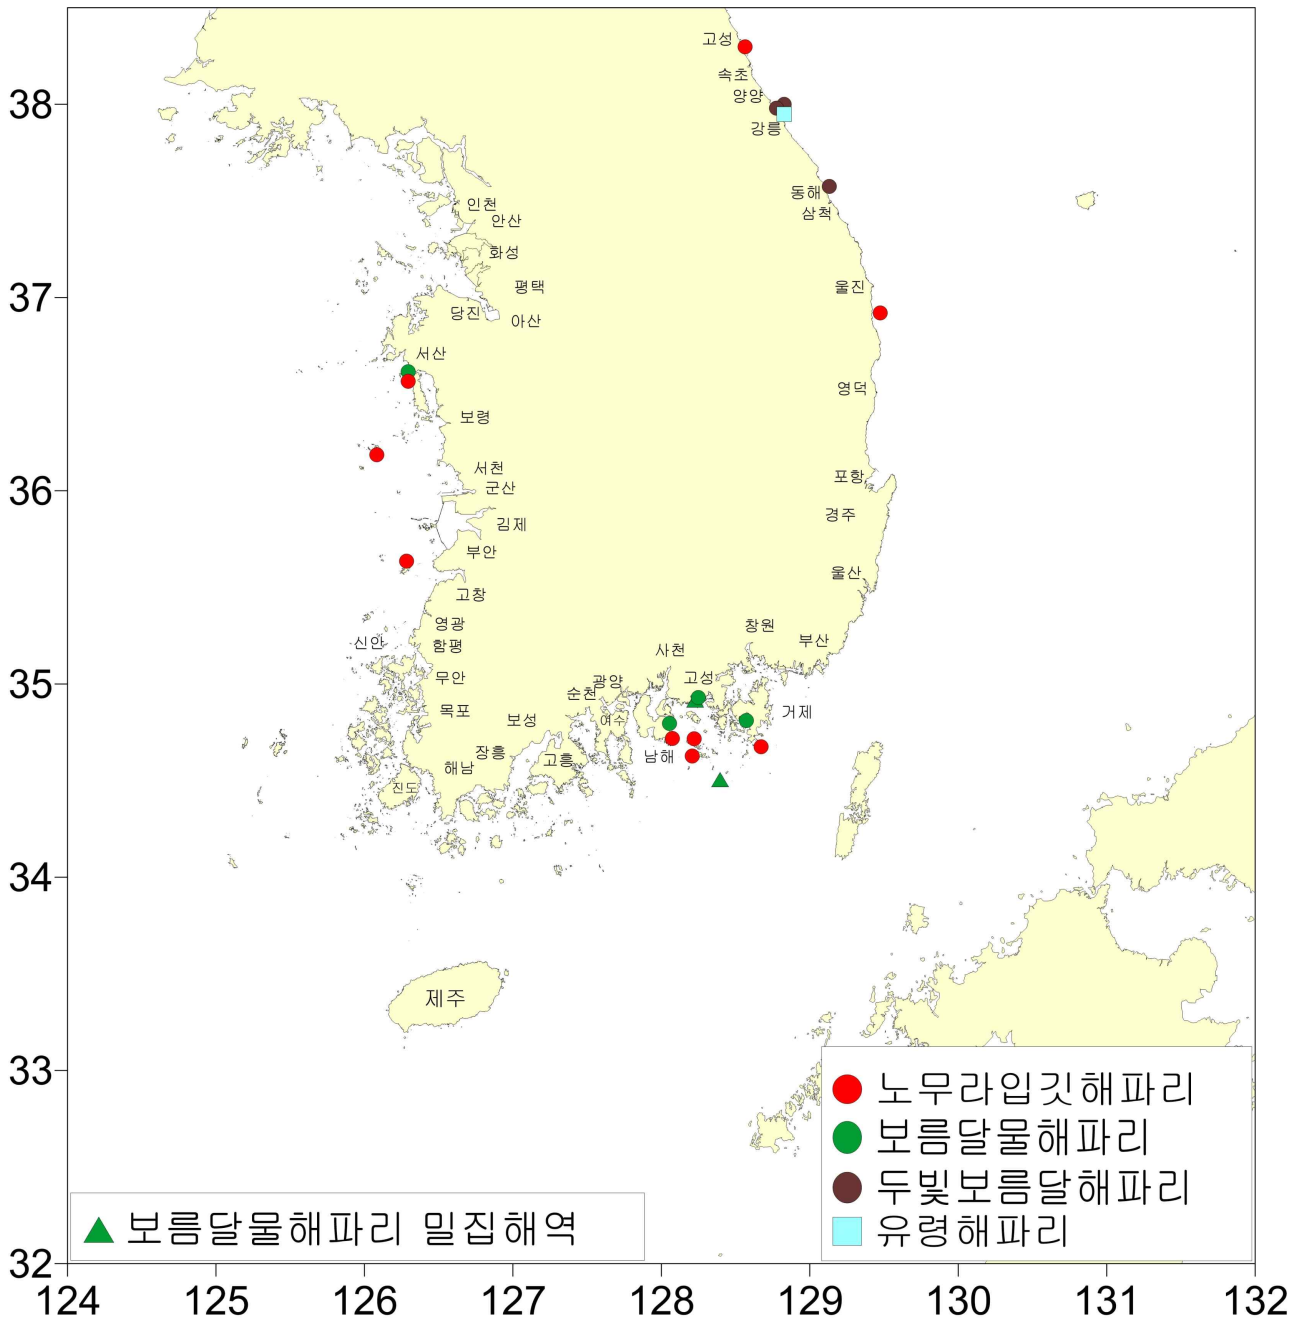 고성
속초
38
양양
강릉
동해
인천
삼척
안산
화성
평택
울진
37
당진
아산
서산
영덕
보령
서천
포항
36
군산
경주
김제
부안
울산
고창
영광
창원
신안
함평
부산
사천
35
무안
광양
고성
순천
목포
보성
여수
거제
장흥
남해
고흥
해남
진도
34
제주
33
노무라입깃해파리
보름달물해파리
두빛보름달해파리
유령해파리
보름달물해파리 밀집해역
32
124 125 126 127 128 129 130 131 132